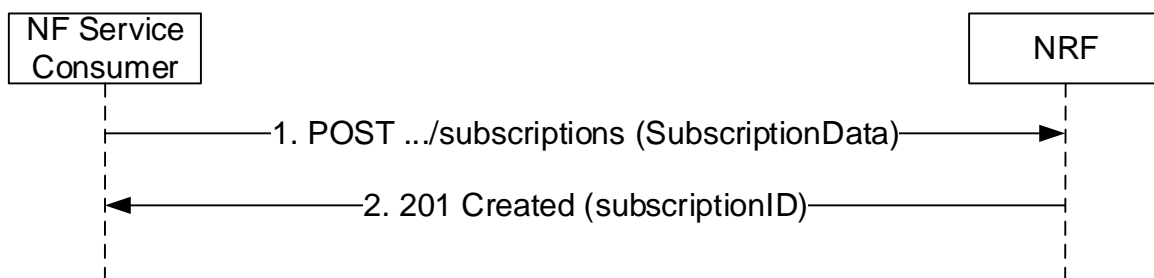 NF Service
Consumer
NRF
1. POST .../subscriptions (SubscriptionData)
2. 201 Created (subscriptionID)